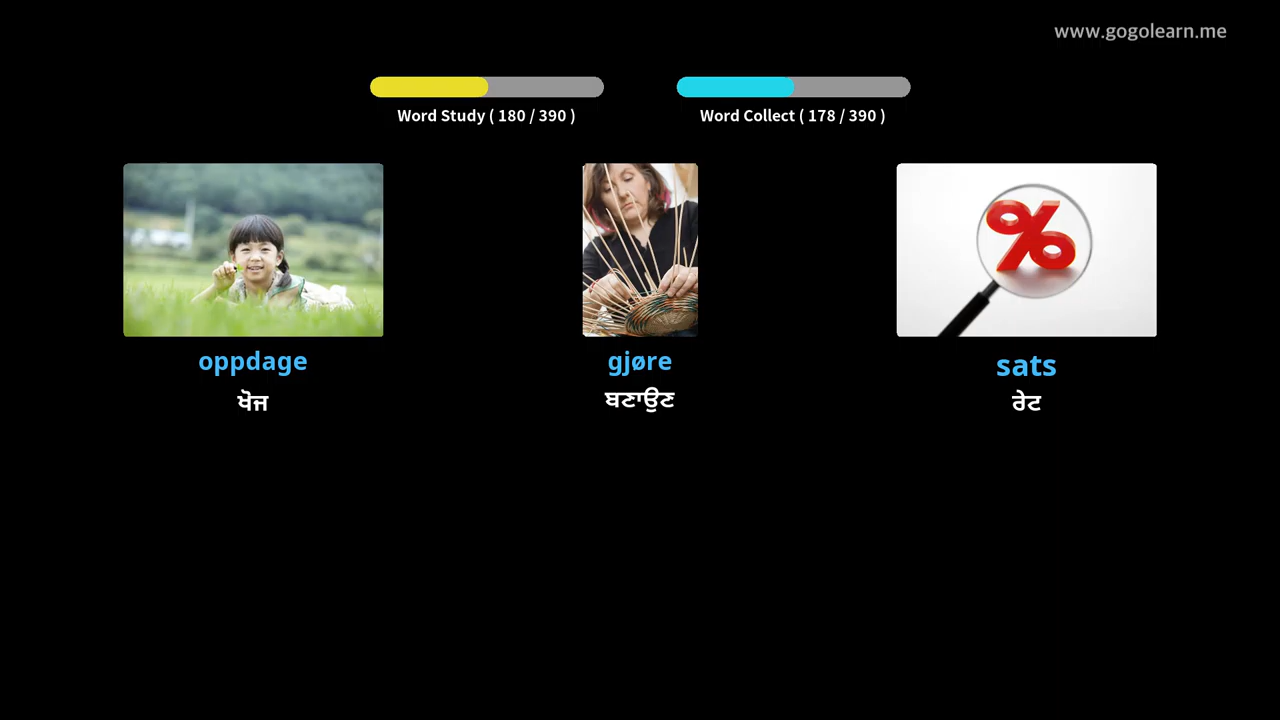 www.gogolearn.me
Word Study ( 180 / 390 )
Word Collect ( 178 / 390 )
oppdage
gjøre
sats
ਖੋਜ
ਬਣਾਉਣ
ਰੇਟ
%